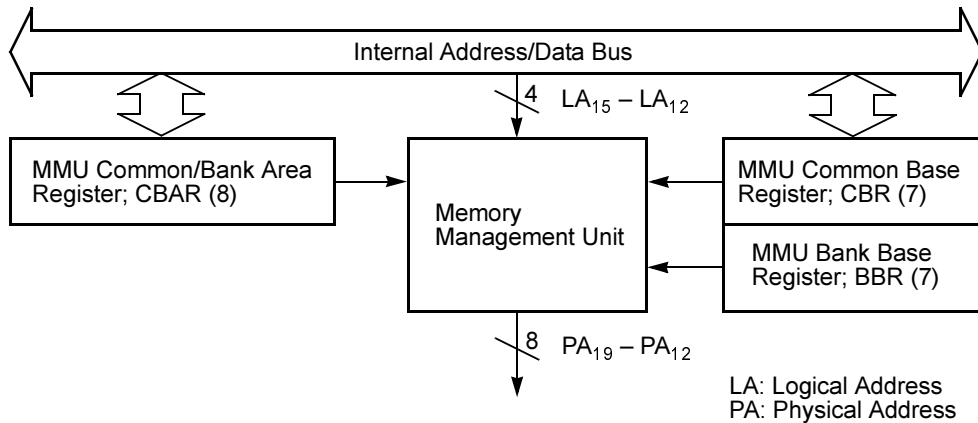 Internal Address/Data Bus
4 LA15 – LA12
MMU Common/Bank Area
Register; CBAR (8)
Memory
Management Unit
MMU Common Base
Register; CBR (7)
MMU Bank Base
Register; BBR (7)
8 PA19 – PA12
LA: Logical Address
PA: Physical Address